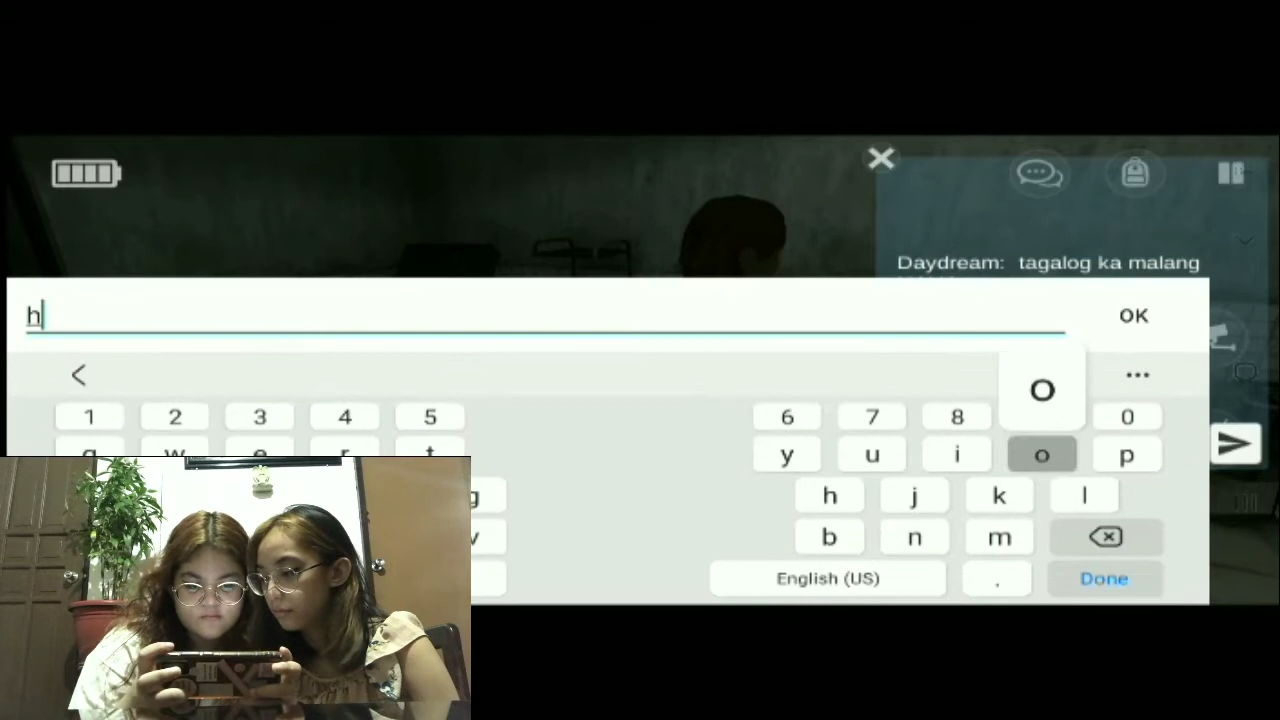 Daydream: tagalog ka malang
h
OK
1 2 3 4 5 6 7 8 0
q w e r t y u i o p
O
g h j k l
v b n m
English (US) . Done